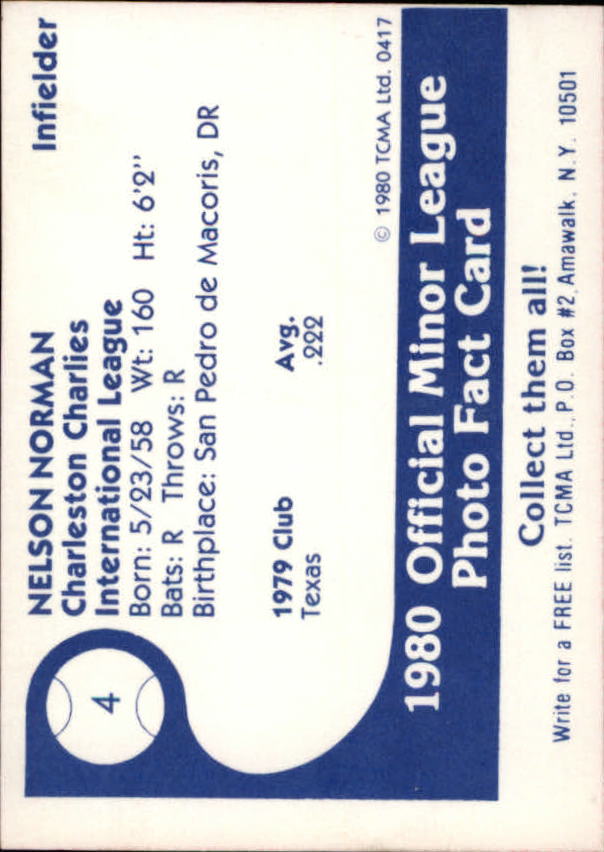 4
NELSON NORMAN Infielder
Charleston Charlies
International League
Born: 5/23/58 Wt: 160 Ht: 6'2"
Bats: R Throws: R
Birthplace: San Pedro de Macoris, DR
1979 Club Avg.
Texas .222
© 1980 TCMA Ltd. 0417
1980 Official Minor League
Photo Fact Card
Collect them all!
Write for a FREE list. TCMA Ltd., P.O. Box #2, Amawalk, N.Y. 10501